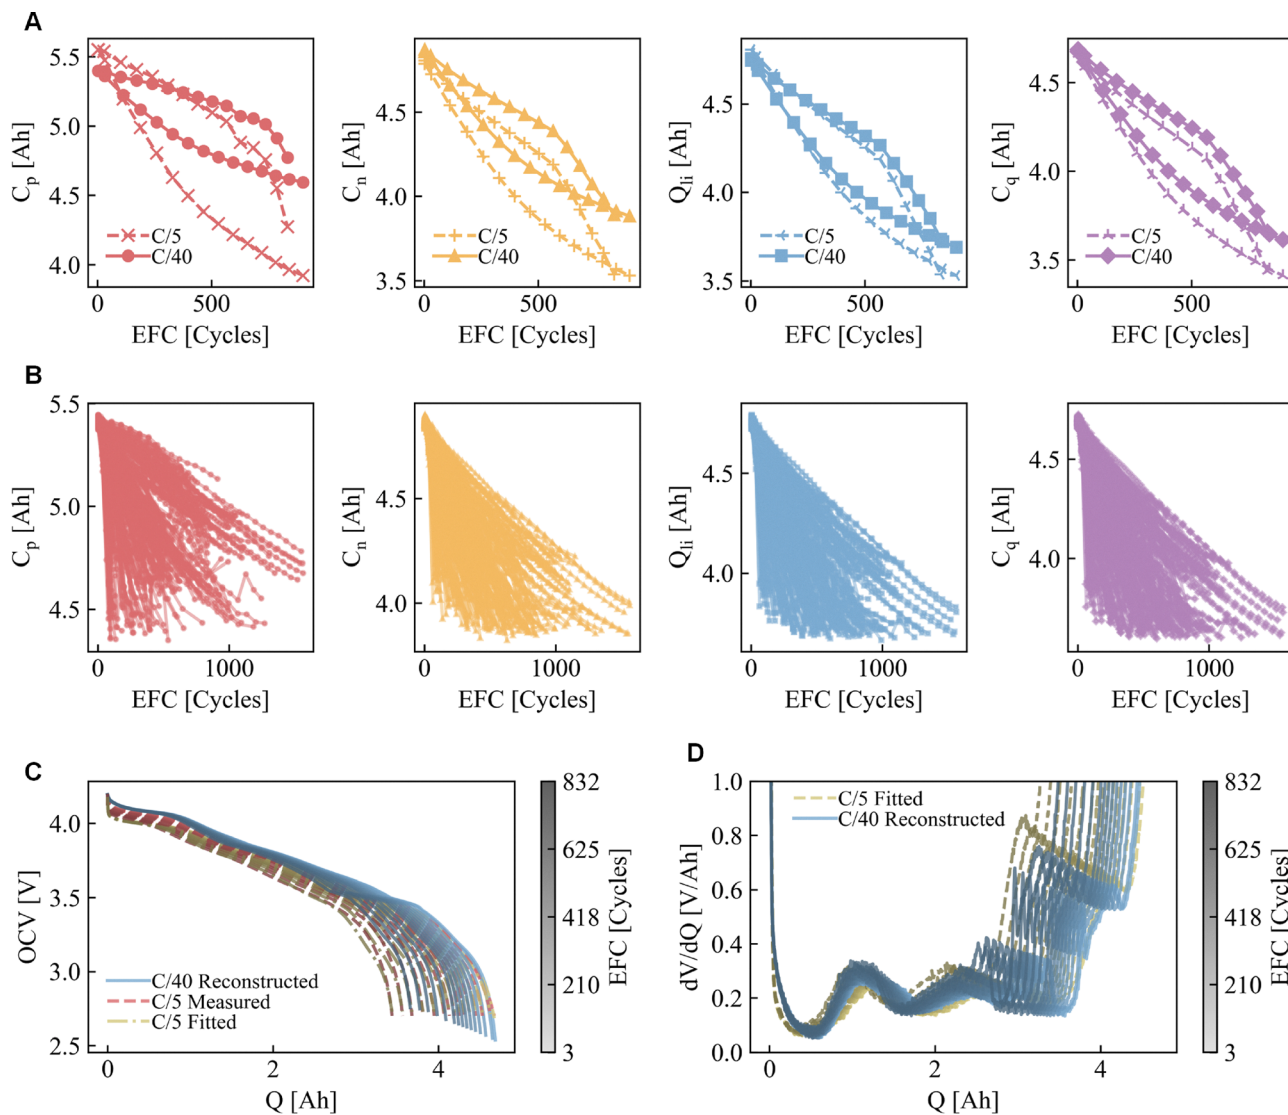 A
C_p [Ah]
5.5
5.0
4.5
4.0
C/5
C/40
0
500
EFC [Cycles]
C_n [Ah]
4.5
4.0
3.5
C/5
C/40
0
500
EFC [Cycles]
Q_li [Ah]
4.5
4.0
3.5
C/5
C/40
0
500
EFC [Cycles]
C_q [Ah]
4.5
4.0
3.5
C/5
C/40
0
500
EFC [Cycles]
B
C_p [Ah]
5.5
5.0
4.5
0
1000
EFC [Cycles]
C_n [Ah]
4.5
4.0
0
1000
EFC [Cycles]
Q_li [Ah]
4.5
4.0
0
1000
EFC [Cycles]
C_q [Ah]
4.5
4.0
0
1000
EFC [Cycles]
C
OCV [V]
4.0
3.5
3.0
2.5
C/40 Reconstructed
C/5 Measured
C/5 Fitted
0
2
4
Q [Ah]
832
625
418
210
3
EFC [Cycles]
D
dV/dQ [V/Ah]
1.0
0.8
0.6
0.4
0.2
0.0
C/5 Fitted
C/40 Reconstructed
0
2
4
Q [Ah]
832
625
418
210
3
EFC [Cycles]